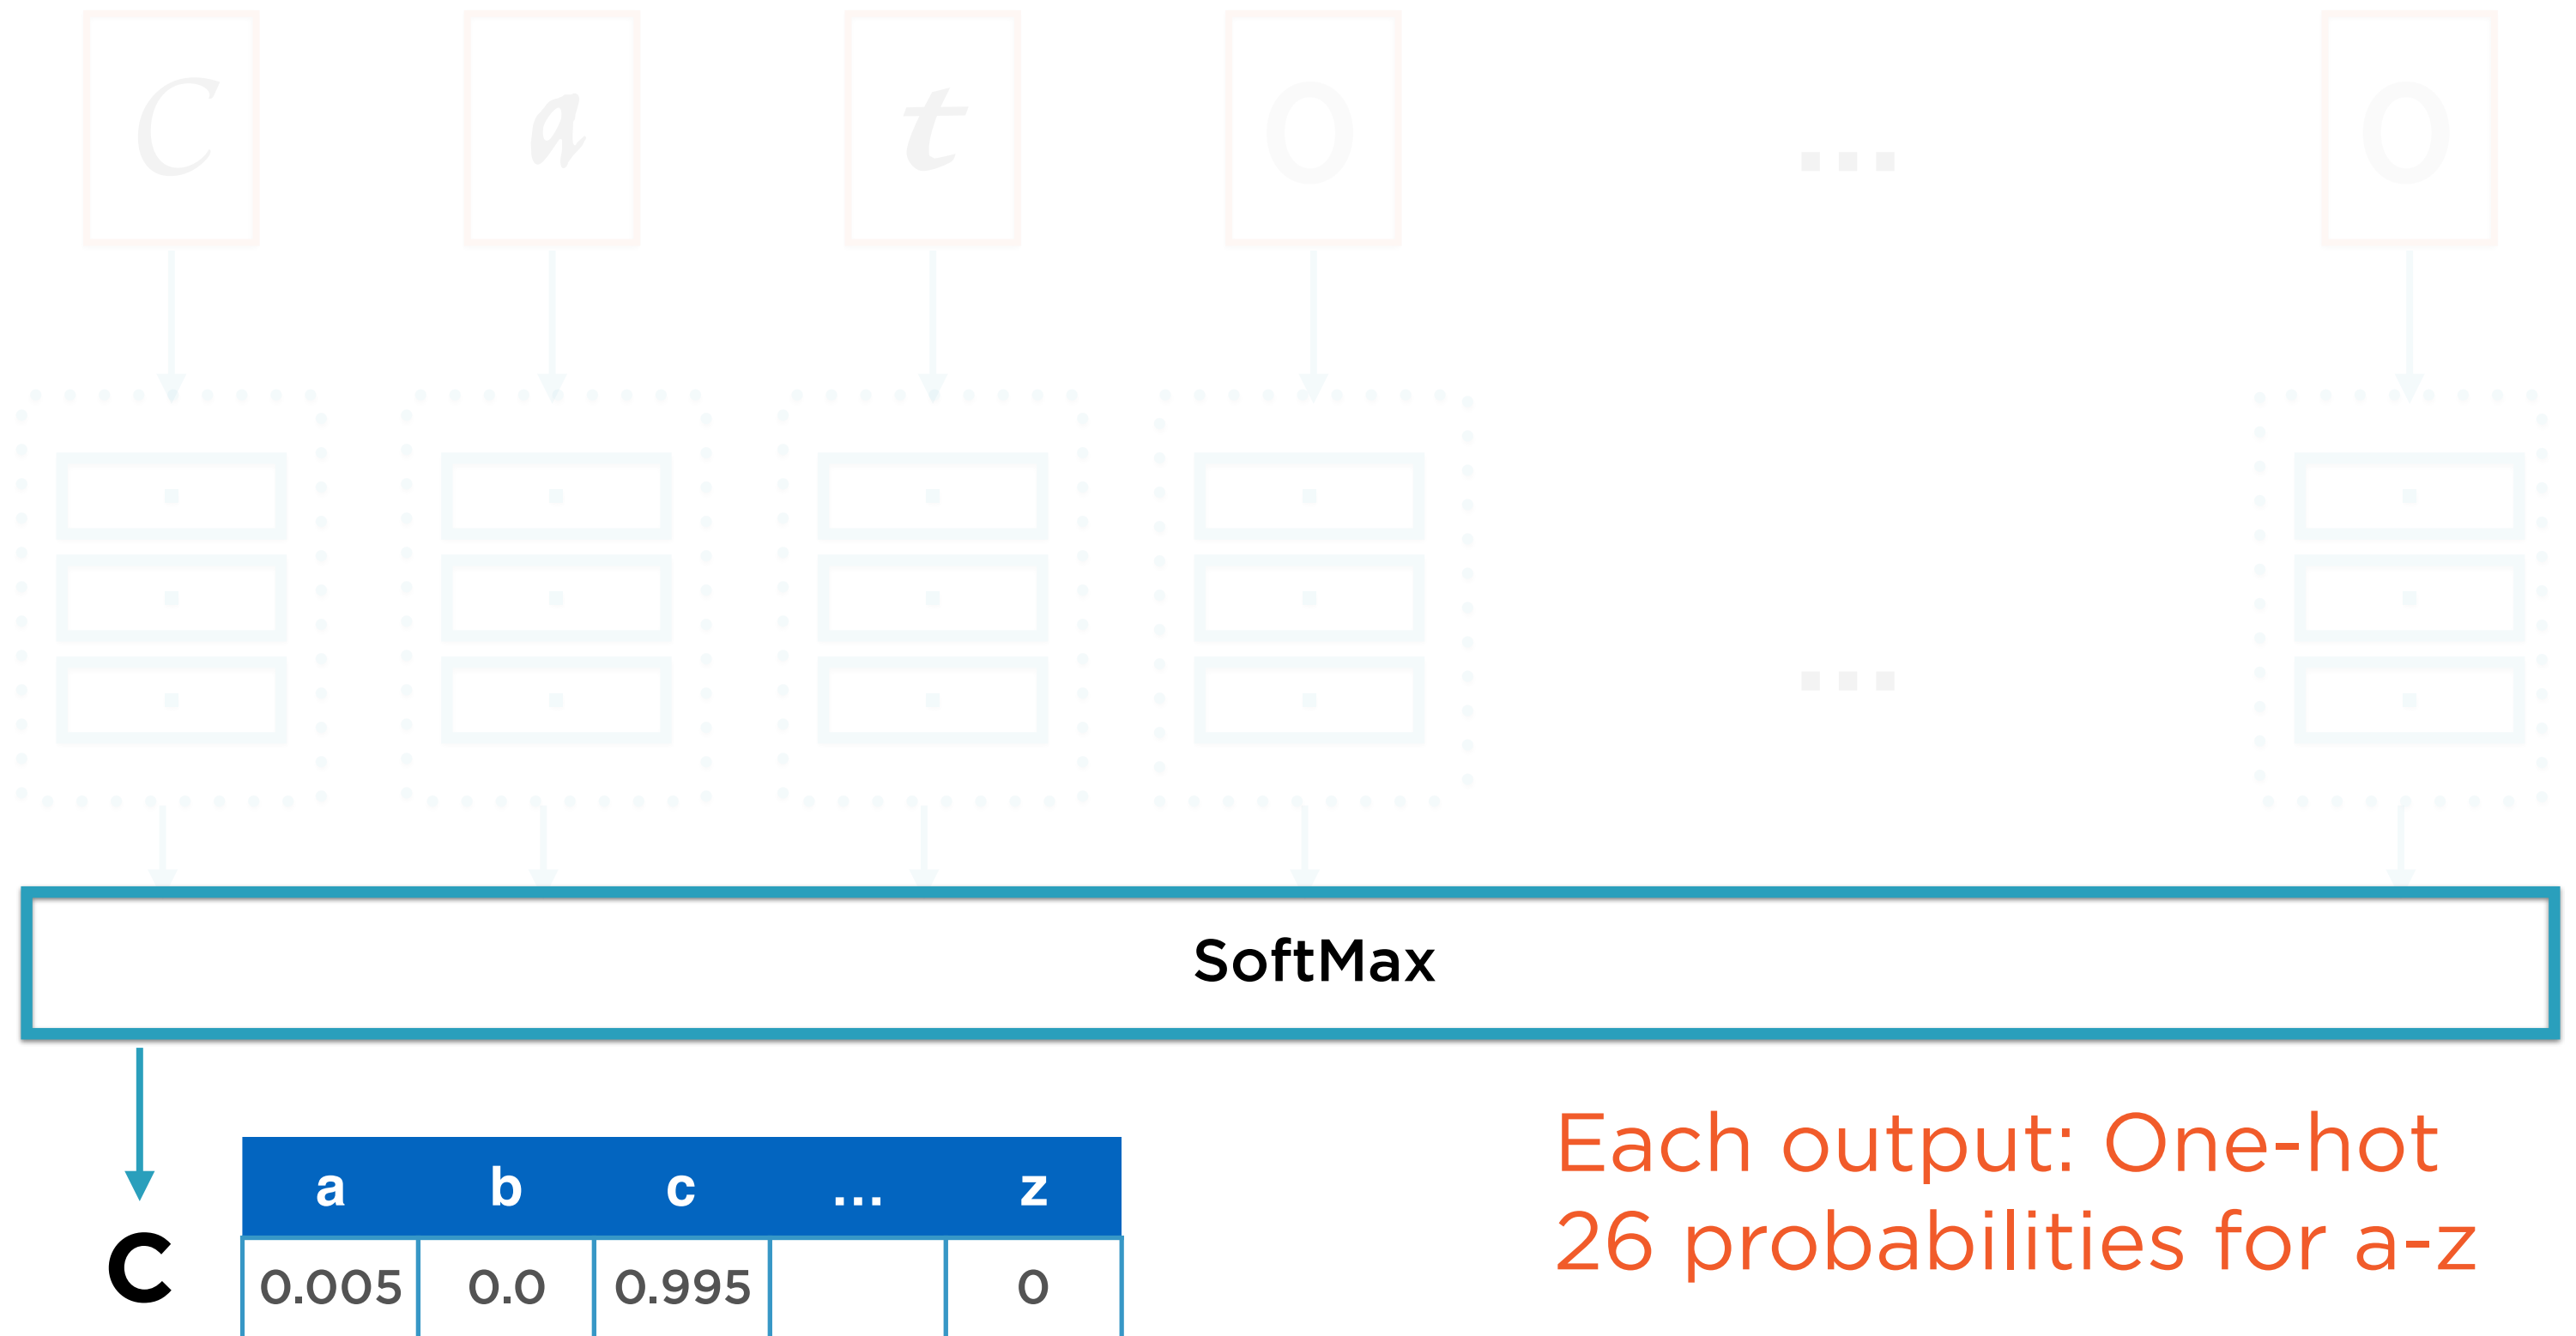 C a t O ... O
...
SoftMax
Each output: One-hot
26 probabilities for a-z
C
a b c ... z
0.005 0.0 0.995 0